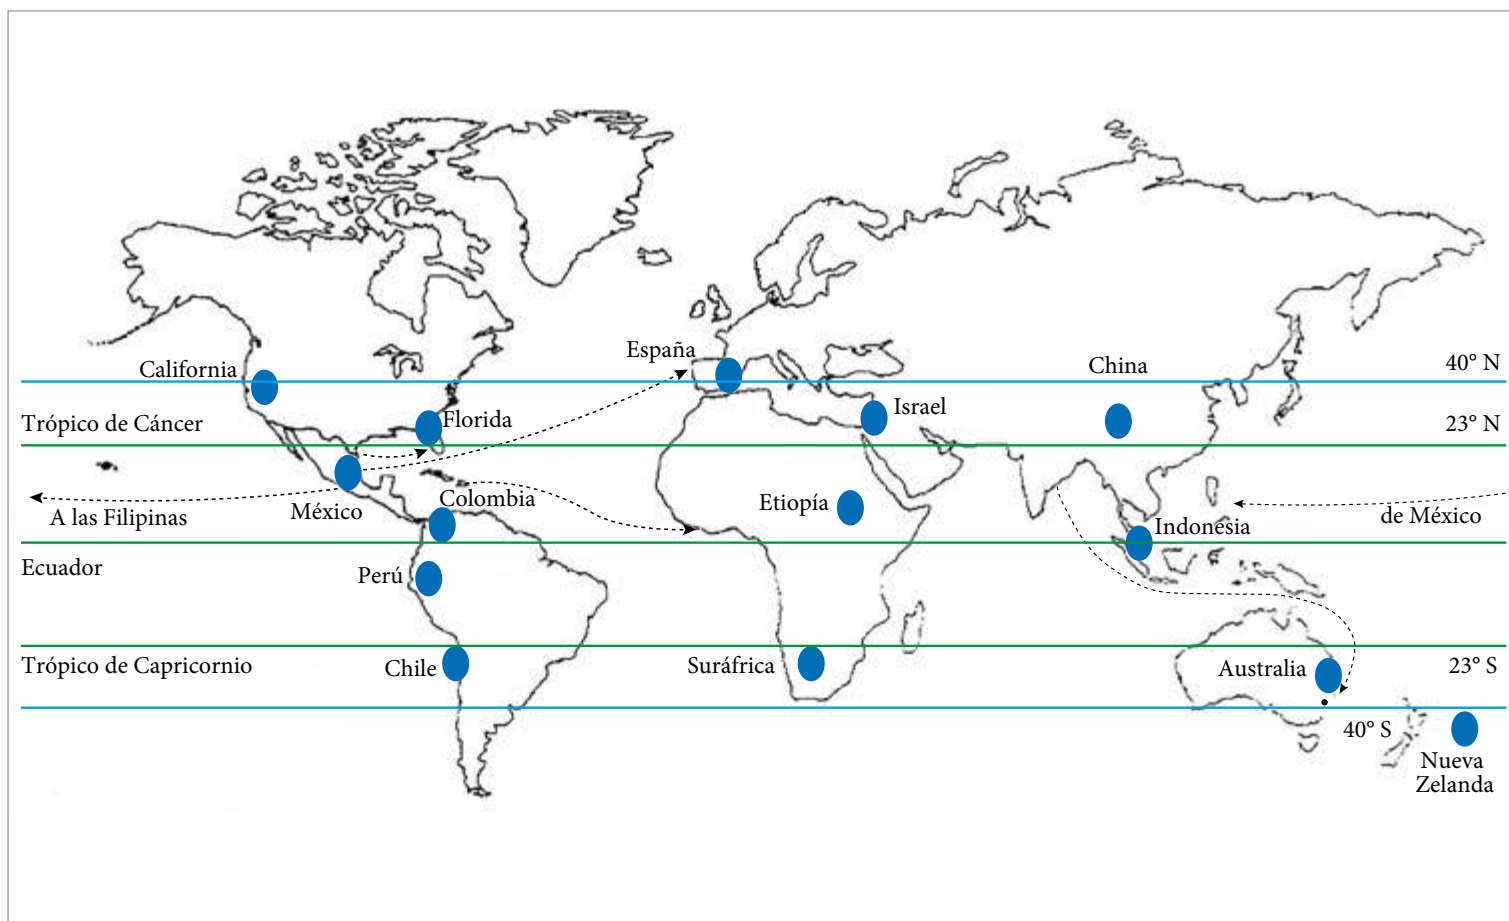 España
California
China
40° N
Israel
Trópico de Cáncer
Florida
23° N
Colombia
Etiopía
A las Filipinas
México
de México
Indonesia
Ecuador
Perú
Trópico de Capricornio
Chile
Suráfrica
Australia
23° S
40° S
Nueva
Zelanda